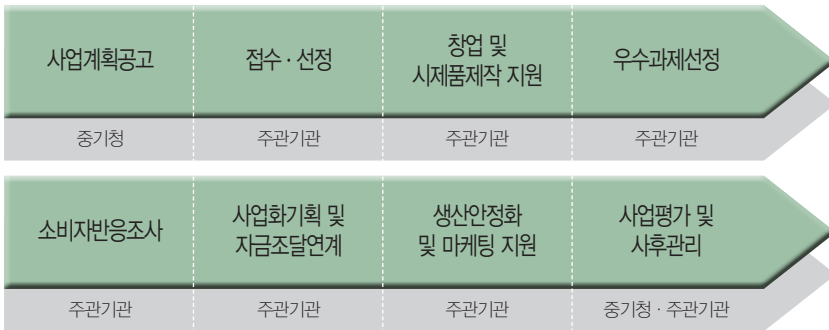 사업계획공고
접수 · 선정
창업 및
시제품제작 지원
우수과제선정
중기청
주관기관
주관기관
주관기관
소비자반응조사
사업화기획 및
자금조달연계
생산안정화
및 마케팅 지원
사업평가 및
사후관리
주관기관
주관기관
주관기관
중기청 · 주관기관